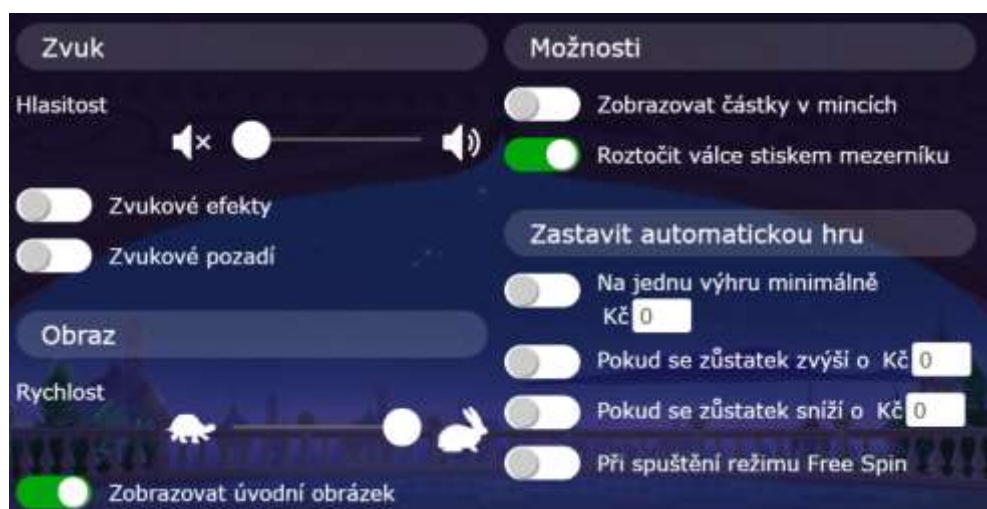 Zvuk
Hlasitost
Zvukové efekty
Zvukové pozadí
Obraz
Rychlost
Zobrazovat úvodní obrázek
Možnosti
Zobrazovat částky v mincích
Roztočit válce stiskem mezerníku
Zastavit automatickou hru
Na jednu výhru minimálně
Kč 0
Pokud se zůstatek zvýší o Kč 0
Pokud se zůstatek sníží o Kč 0
Při spuštění režimu Free Spin